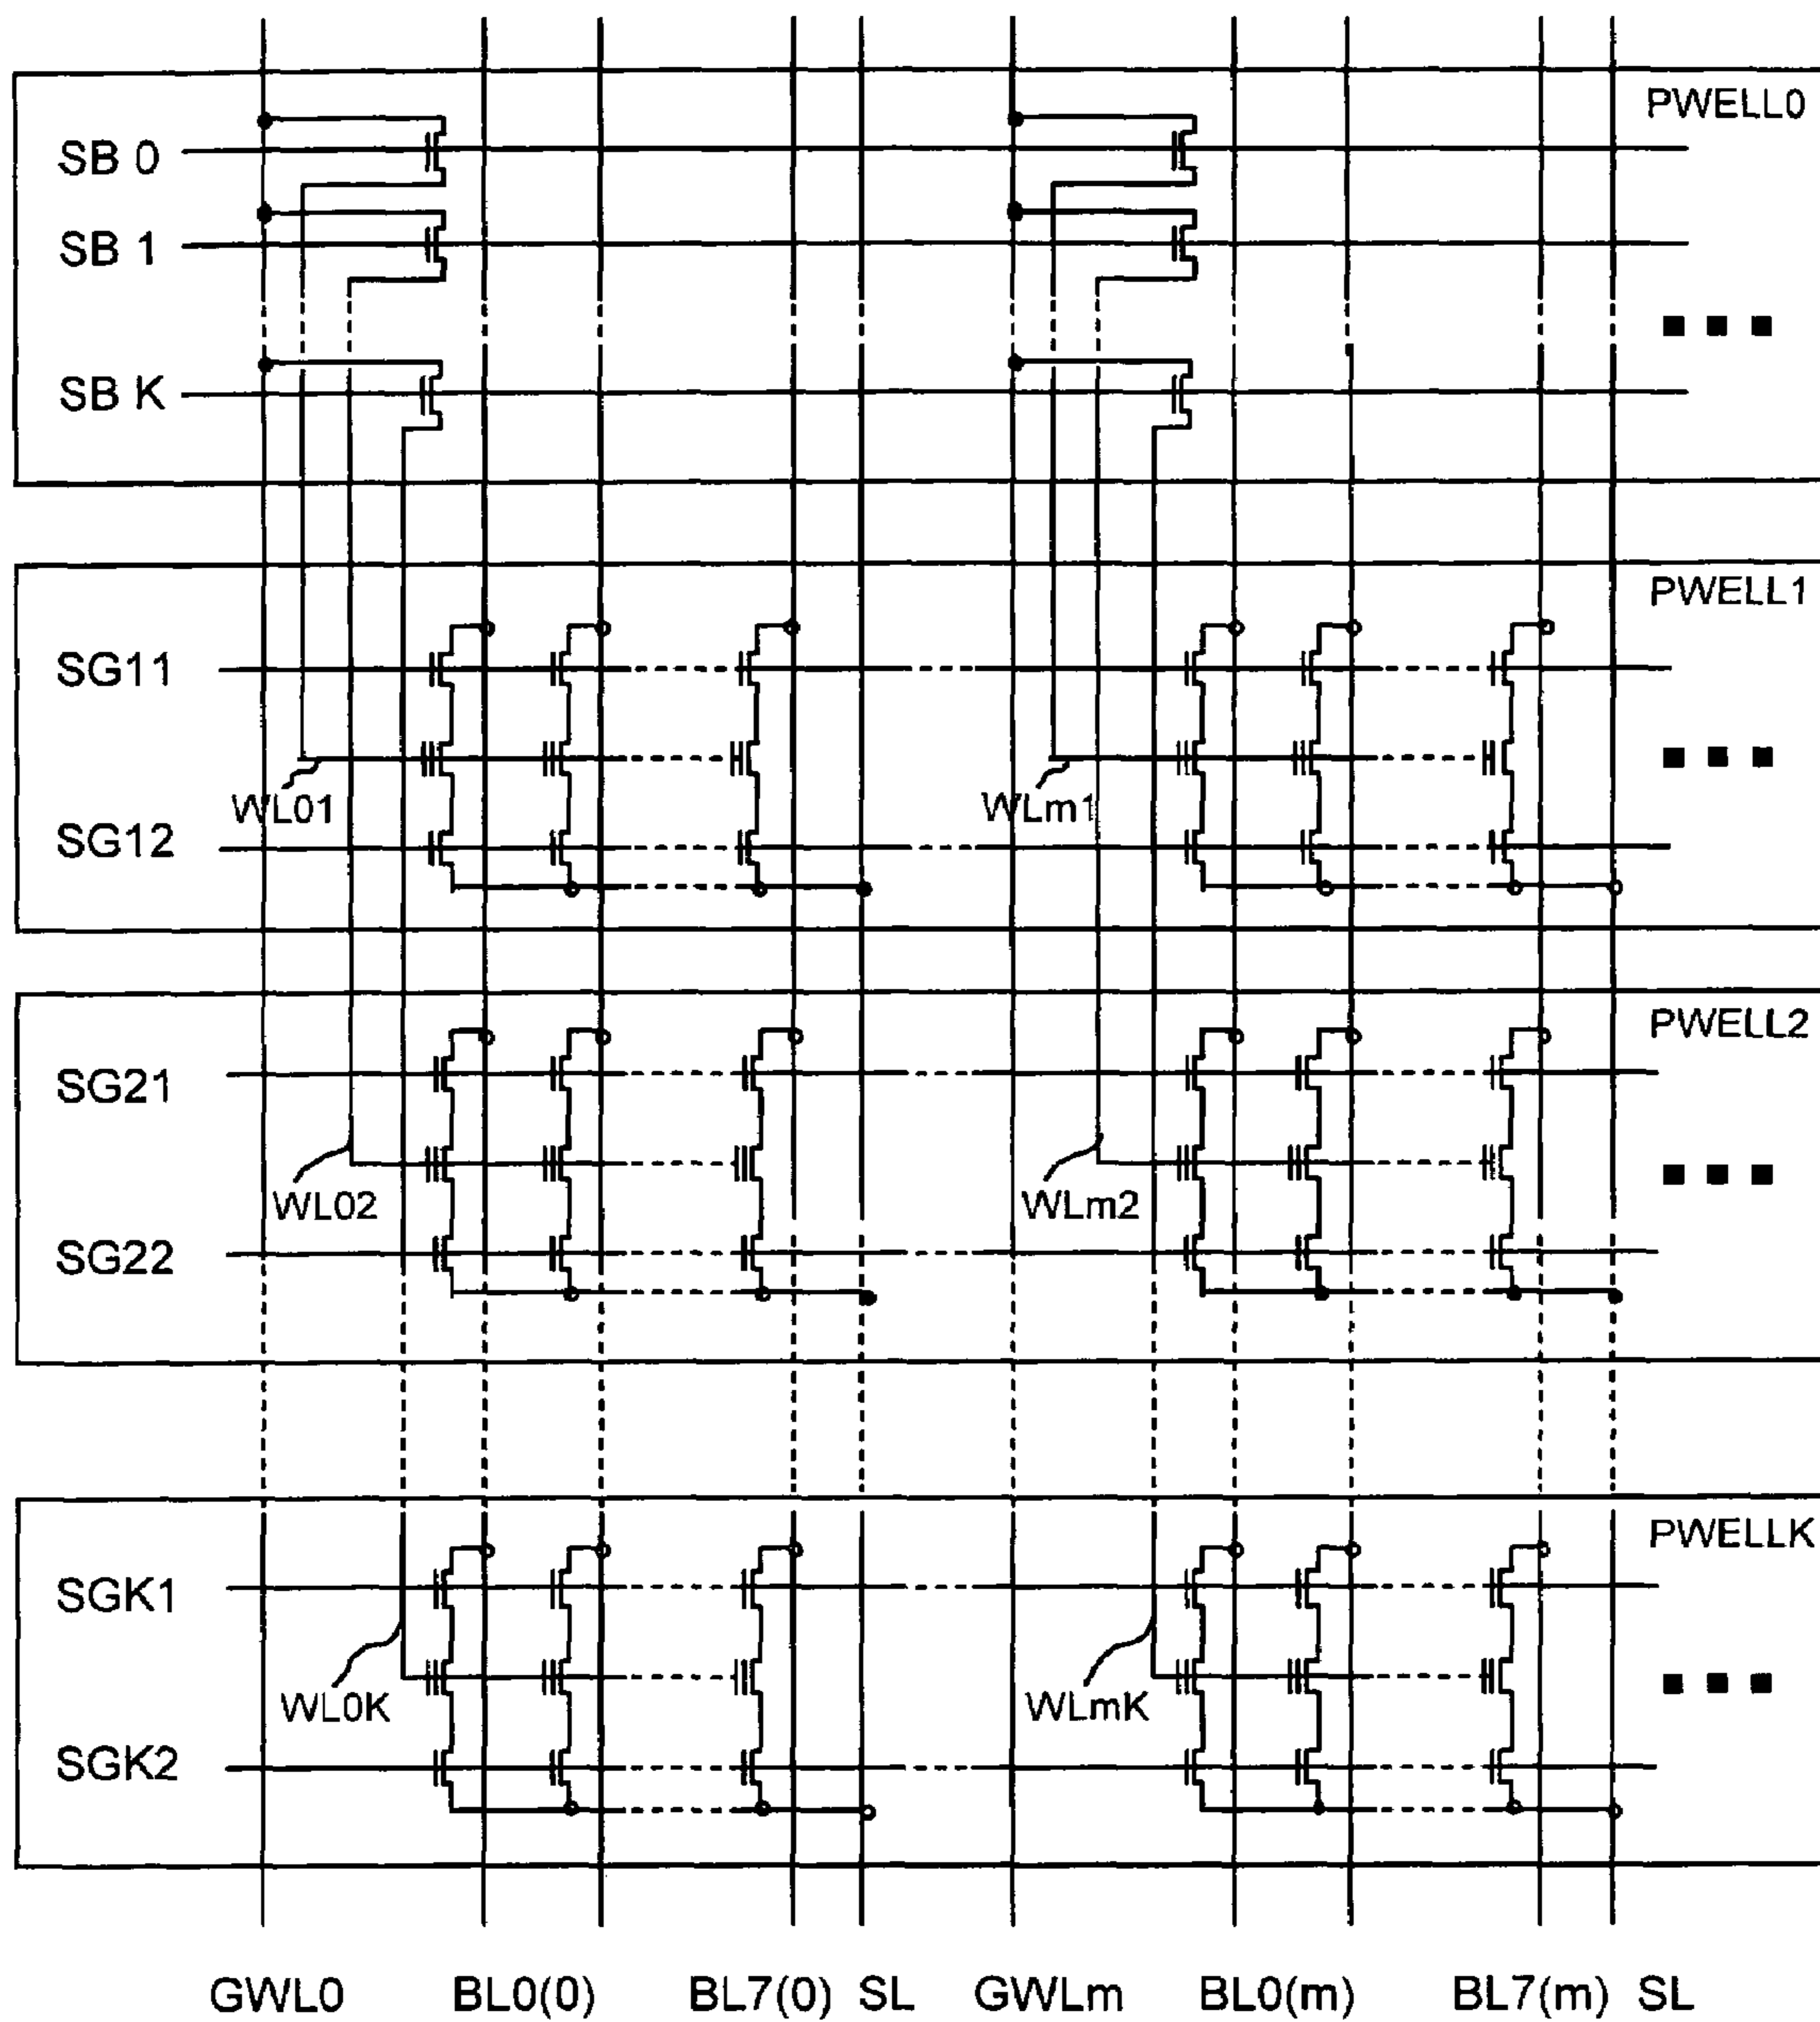 PWELL0
SB 0
SB 1
SB K
PWELL1
SG11
WL01 WLm1
SG12
PWELL2
SG21
WL02 WLm2
SG22
PWELLK
SGK1
WL0K WLmK
SGK2
GWL0 BL0(0) BL7(0) SL GWLm BL0(m) BL7(m) SL